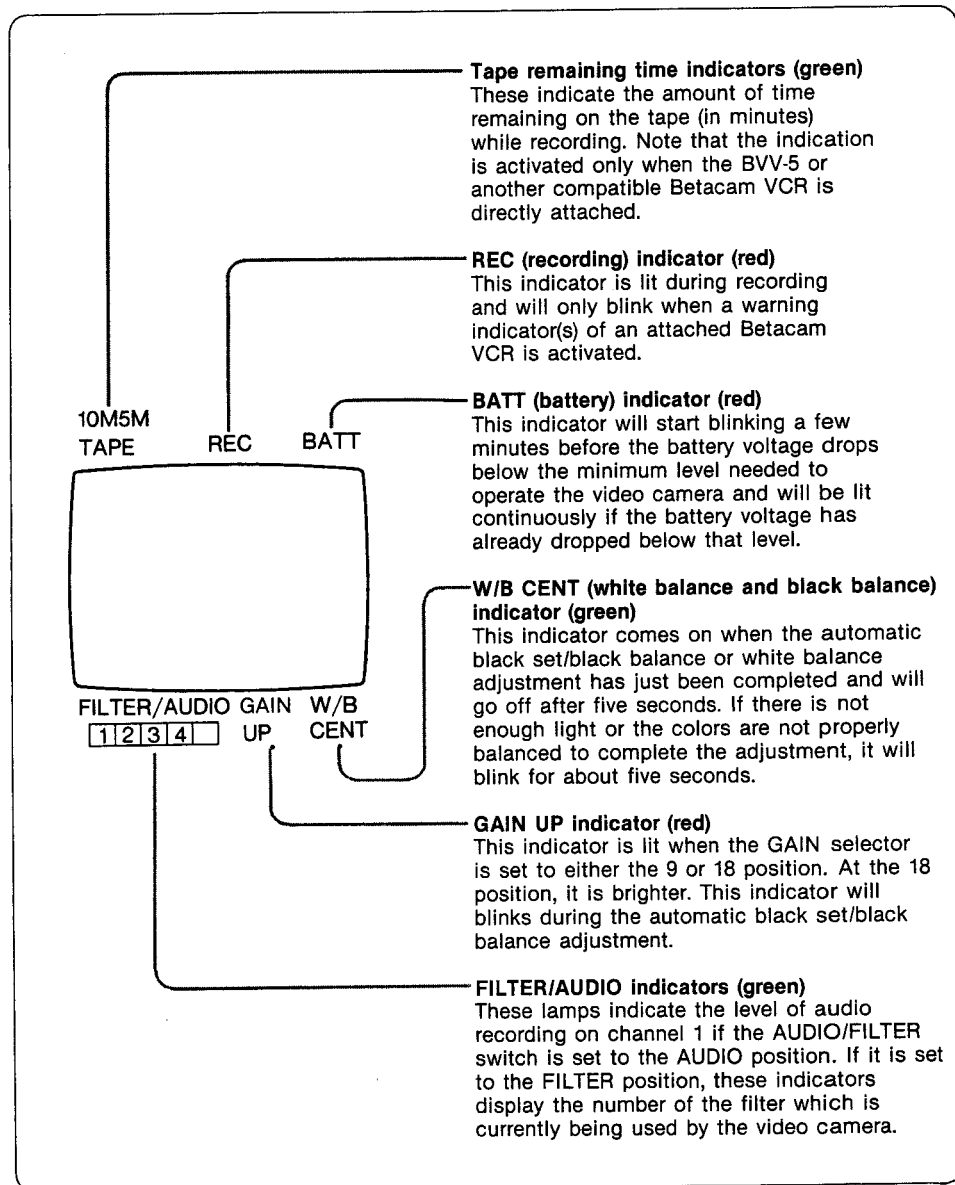 Tape remaining time indicators (green)
These indicate the amount of time
remaining on the tape (in minutes)
while recording. Note that the indication
is activated only when the BVV-5 or
another compatible Betacam VCR is
directly attached.
REC (recording) indicator (red)
This indicator is lit during recording
and will only blink when a warning
indicator(s) of an attached Betacam
VCR is activated.
BATT (battery) indicator (red)
This indicator will start blinking a few
minutes before the battery voltage drops
below the minimum level needed to
operate the video camera and will be lit
continuously if the battery voltage has
already dropped below that level.
10M5M
TAPE REC BATT
W/B CENT (white balance and black balance)
indicator (green)
This indicator comes on when the automatic
black set/black balance or white balance
adjustment has just been completed and will
go off after five seconds. If there is not
enough light or the colors are not properly
balanced to complete the adjustment, it will
blink for about five seconds.
FILTER/AUDIO GAIN W/B
1 2 3 4 UP CENT
GAIN UP indicator (red)
This indicator is lit when the GAIN selector
is set to either the 9 or 18 position. At the 18
position, it is brighter. This indicator will
blinks during the automatic black set/black
balance adjustment.
FILTER/AUDIO indicators (green)
These lamps indicate the level of audio
recording on channel 1 if the AUDIO/FILTER
switch is set to the AUDIO position. If it is set
to the FILTER position, these indicators
display the number of the filter which is
currently being used by the video camera.